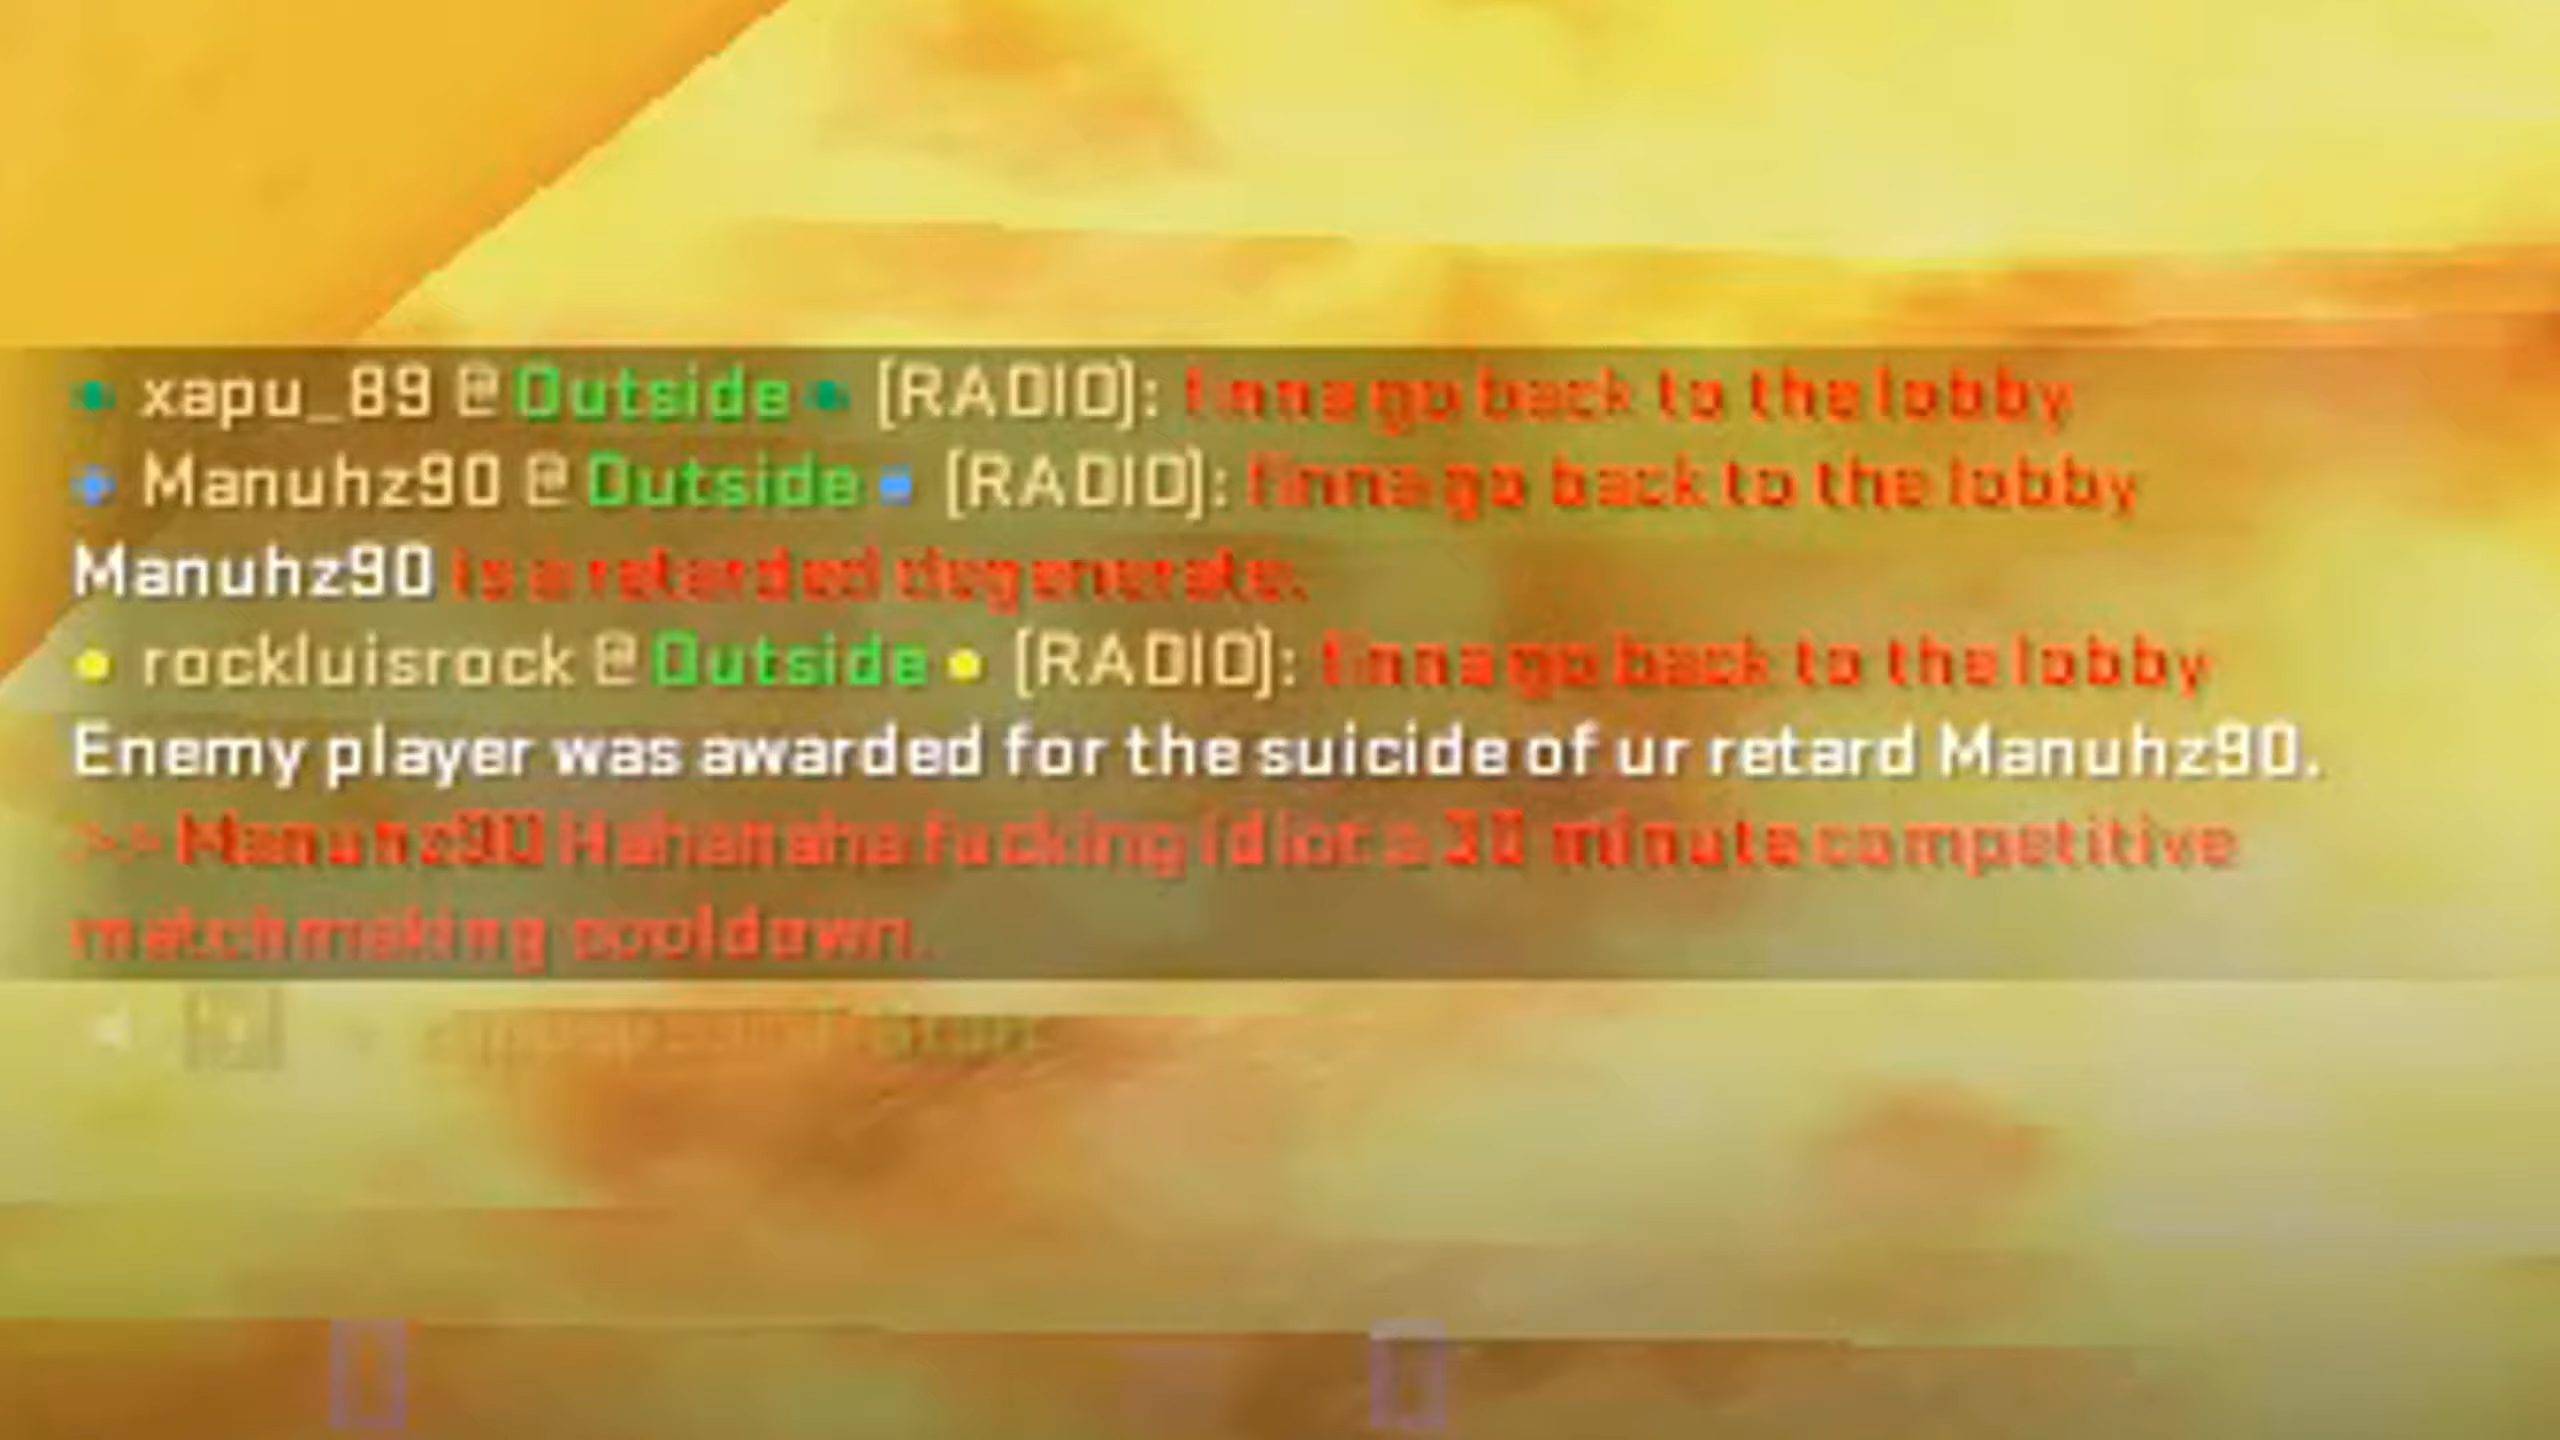 xapu_89 @ Outside [RADIO]: finna go back to the lobby
Manuhz90 @ Outside [RADIO]: finna go back to the lobby
Manuhz90 is a retarded degenerate.
rockluisrock @ Outside [RADIO]: finna go back to the lobby
Enemy player was awarded for the suicide of ur retard Manuhz90.
>> Manuhz90 Hahahaha fucking idiot: a 30 minute competitive
matchmaking cooldown.